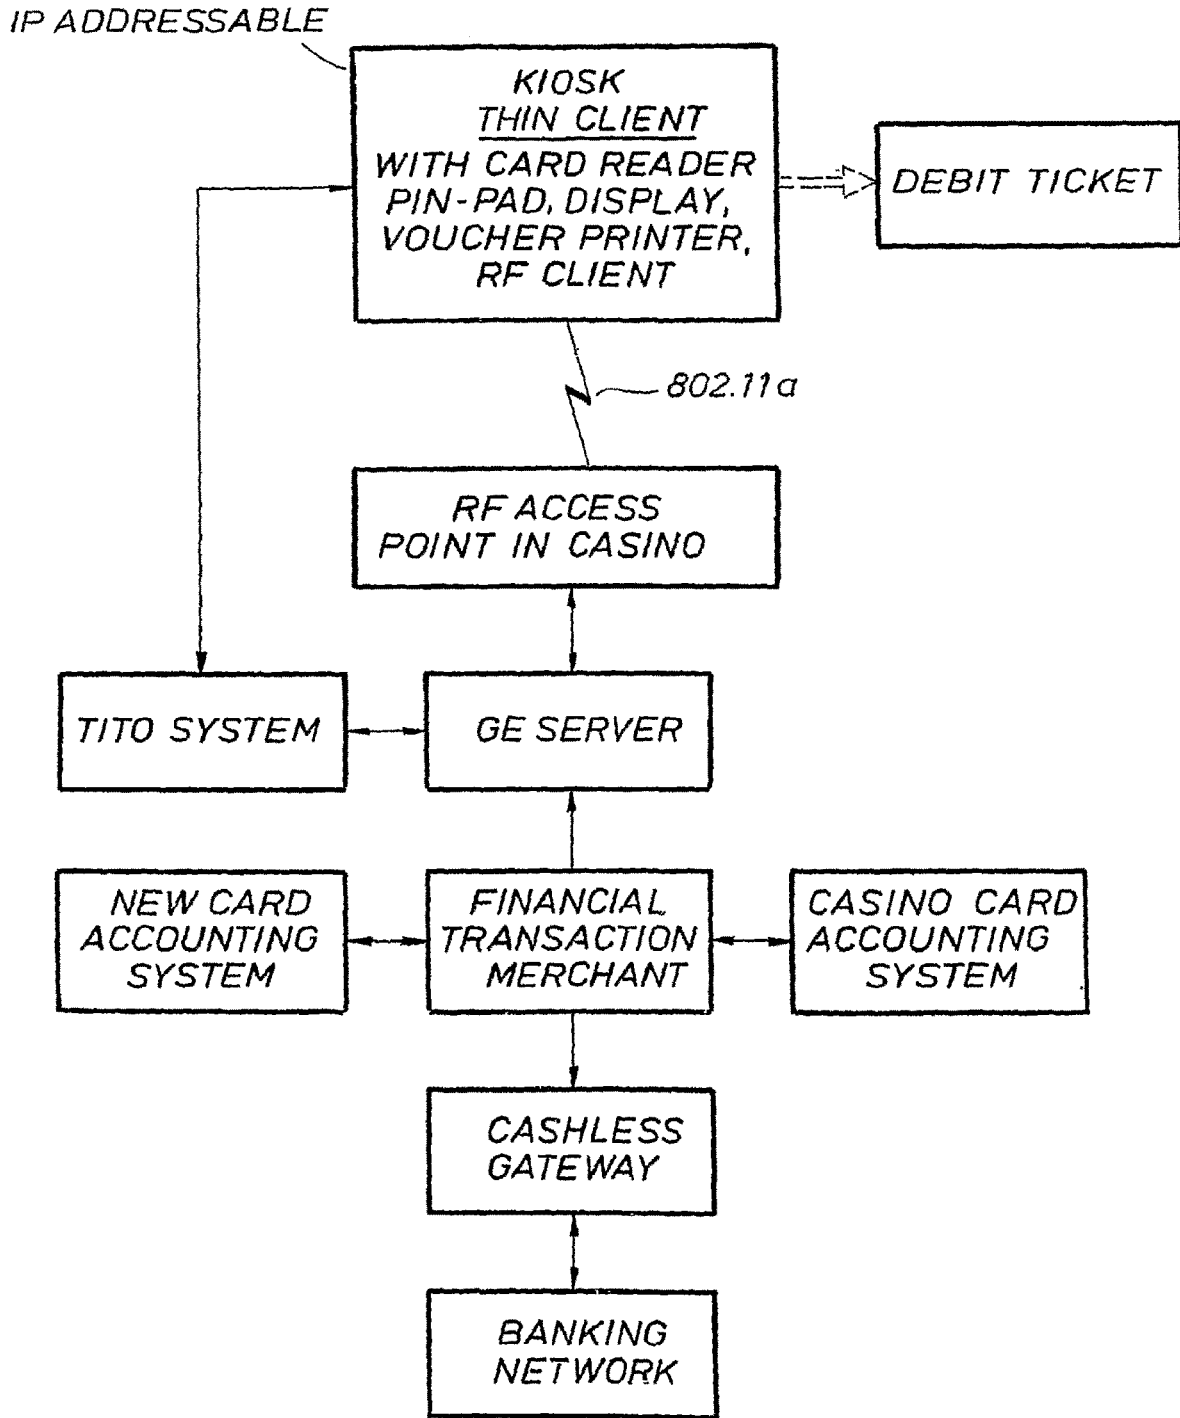 IP ADDRESSABLE
KIOSK
THIN CLIENT
WITH CARD READER
PIN-PAD, DISPLAY,
VOUCHER PRINTER,
RF CLIENT
DEBIT TICKET
802.11a
RF ACCESS
POINT IN CASINO
TITO SYSTEM
GE SERVER
NEW CARD
ACCOUNTING
SYSTEM
FINANCIAL
TRANSACTION
MERCHANT
CASINO CARD
ACCOUNTING
SYSTEM
CASHLESS
GATEWAY
BANKING
NETWORK